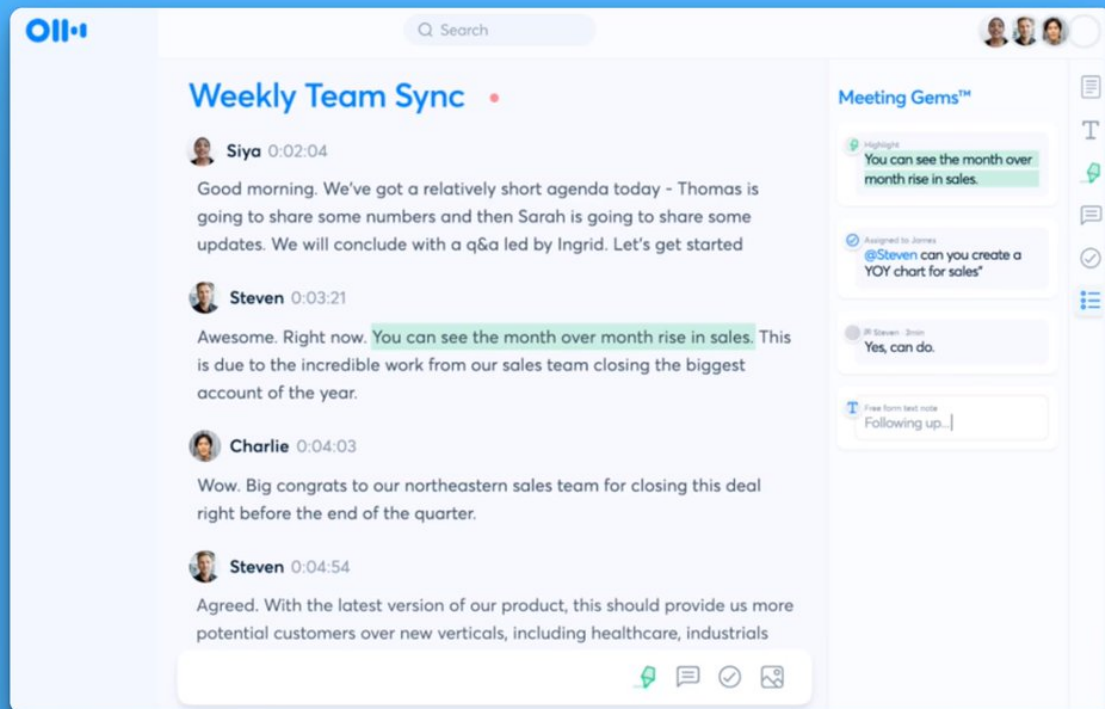 Search
Weekly Team Sync
Siya 0:02:04
Good morning. We've got a relatively short agenda today - Thomas is
going to share some numbers and then Sarah is going to share some
updates. We will conclude with a q&a led by Ingrid. Let's get started
Steven 0:03:21
Awesome. Right now. You can see the month over month rise in sales. This
is due to the incredible work from our sales team closing the biggest
account of the year.
Charlie 0:04:03
Wow. Big congrats to our northeastern sales team for closing this deal
right before the end of the quarter.
Steven 0:04:54
Agreed. With the latest version of our product, this should provide us more
potential customers over new verticals, including healthcare, industrials
Meeting Gems™
Highlight
You can see the month over
month rise in sales.
Assigned to James
@Steven can you create a
YOY chart for sales"
Steven · 3min
Yes, can do.
T
Free form text note
Following up...
T